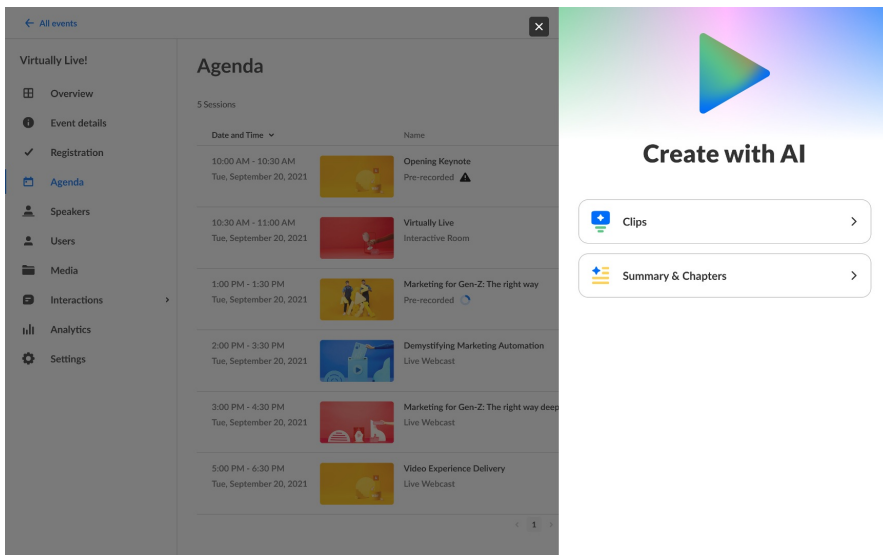 All events
Virtually Live!
Overview
Event details
Registration
Agenda
Speakers
Users
Media
Interactions
Analytics
Settings
Agenda
5 Sessions
Date and Time
Name
10:00 AM - 10:30 AM
Tue, September 20, 2021
Opening Keynote
Pre-recorded
10:30 AM - 11:00 AM
Tue, September 20, 2021
Virtually Live
Interactive Room
1:00 PM - 1:30 PM
Tue, September 20, 2021
Marketing for Gen-Z: The right way
Pre-recorded
2:00 PM - 3:30 PM
Tue, September 20, 2021
Demystifying Marketing Automation
Live Webcast
3:00 PM - 4:30 PM
Tue, September 20, 2021
Marketing for Gen-Z: The right way deep
Live Webcast
5:00 PM - 6:30 PM
Tue, September 20, 2021
Video Experience Delivery
Live Webcast
1
Create with AI
Clips
Summary & Chapters